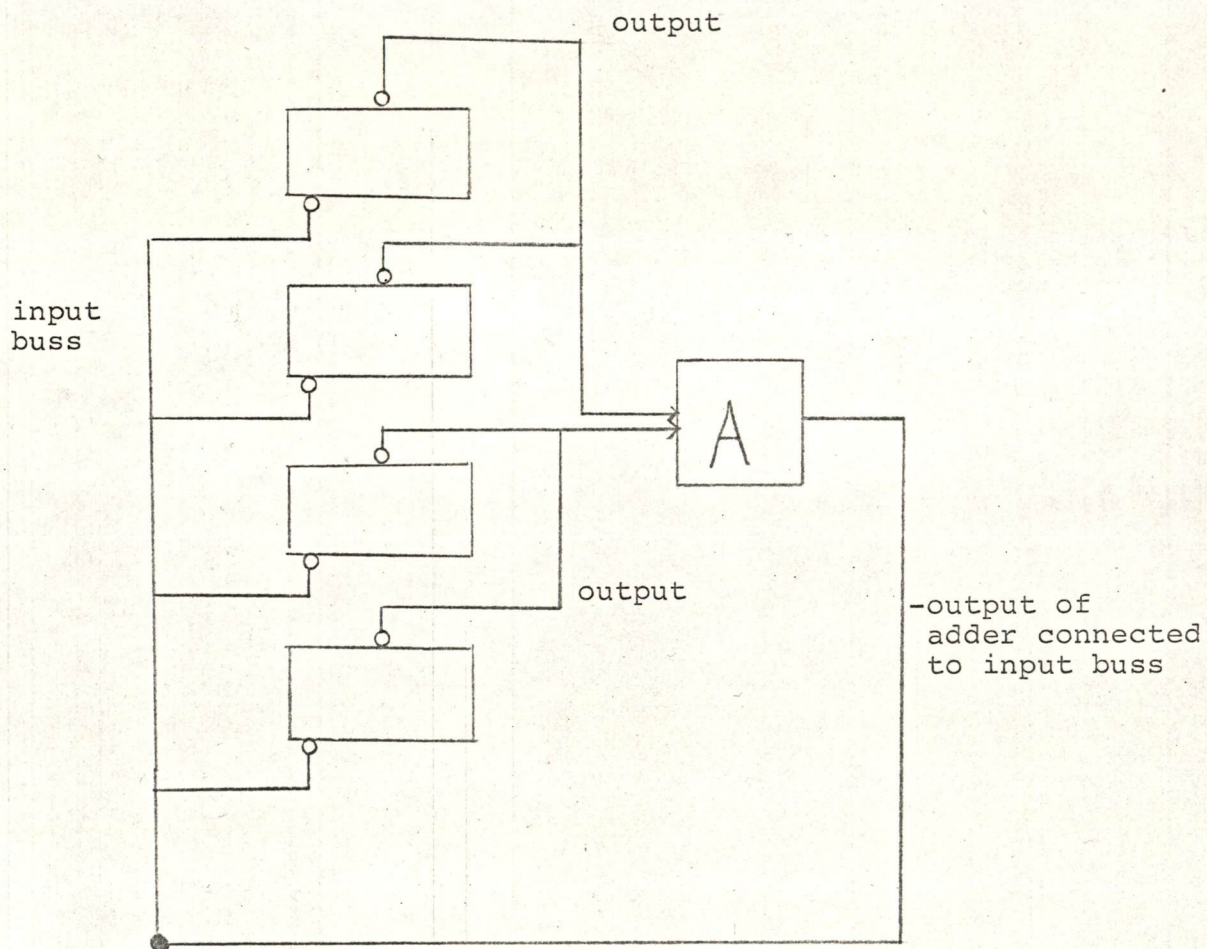 output
input
buss
A
output
-output of
adder connected
to input buss